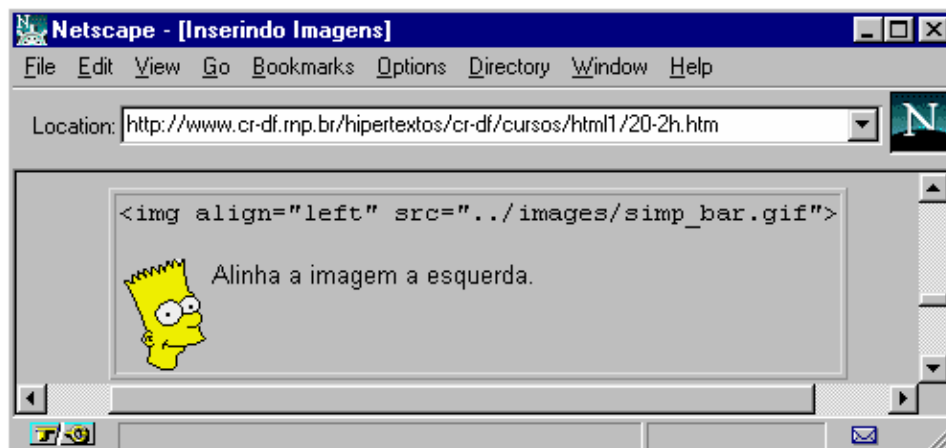 Netscape - [Inserindo Imagens]
File Edit View Go Bookmarks Options Directory Window Help
Location: http://www.cr-df.rnp.br/hipertextos/cr-df/cursos/html1/20-2h.htm
N
<img align="left" src="../images/simp_bar.gif">
Alinha a imagem a esquerda.